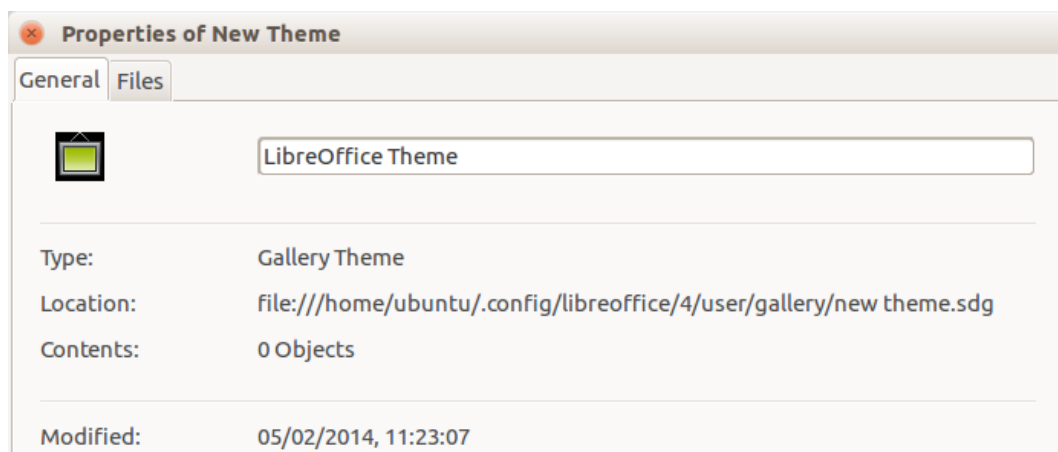 Properties of New Theme
General Files
LibreOffice Theme
Type: Gallery Theme
Location: file:///home/ubuntu/.config/libreoffice/4/user/gallery/new theme.sdg
Contents: 0 Objects
Modified: 05/02/2014, 11:23:07